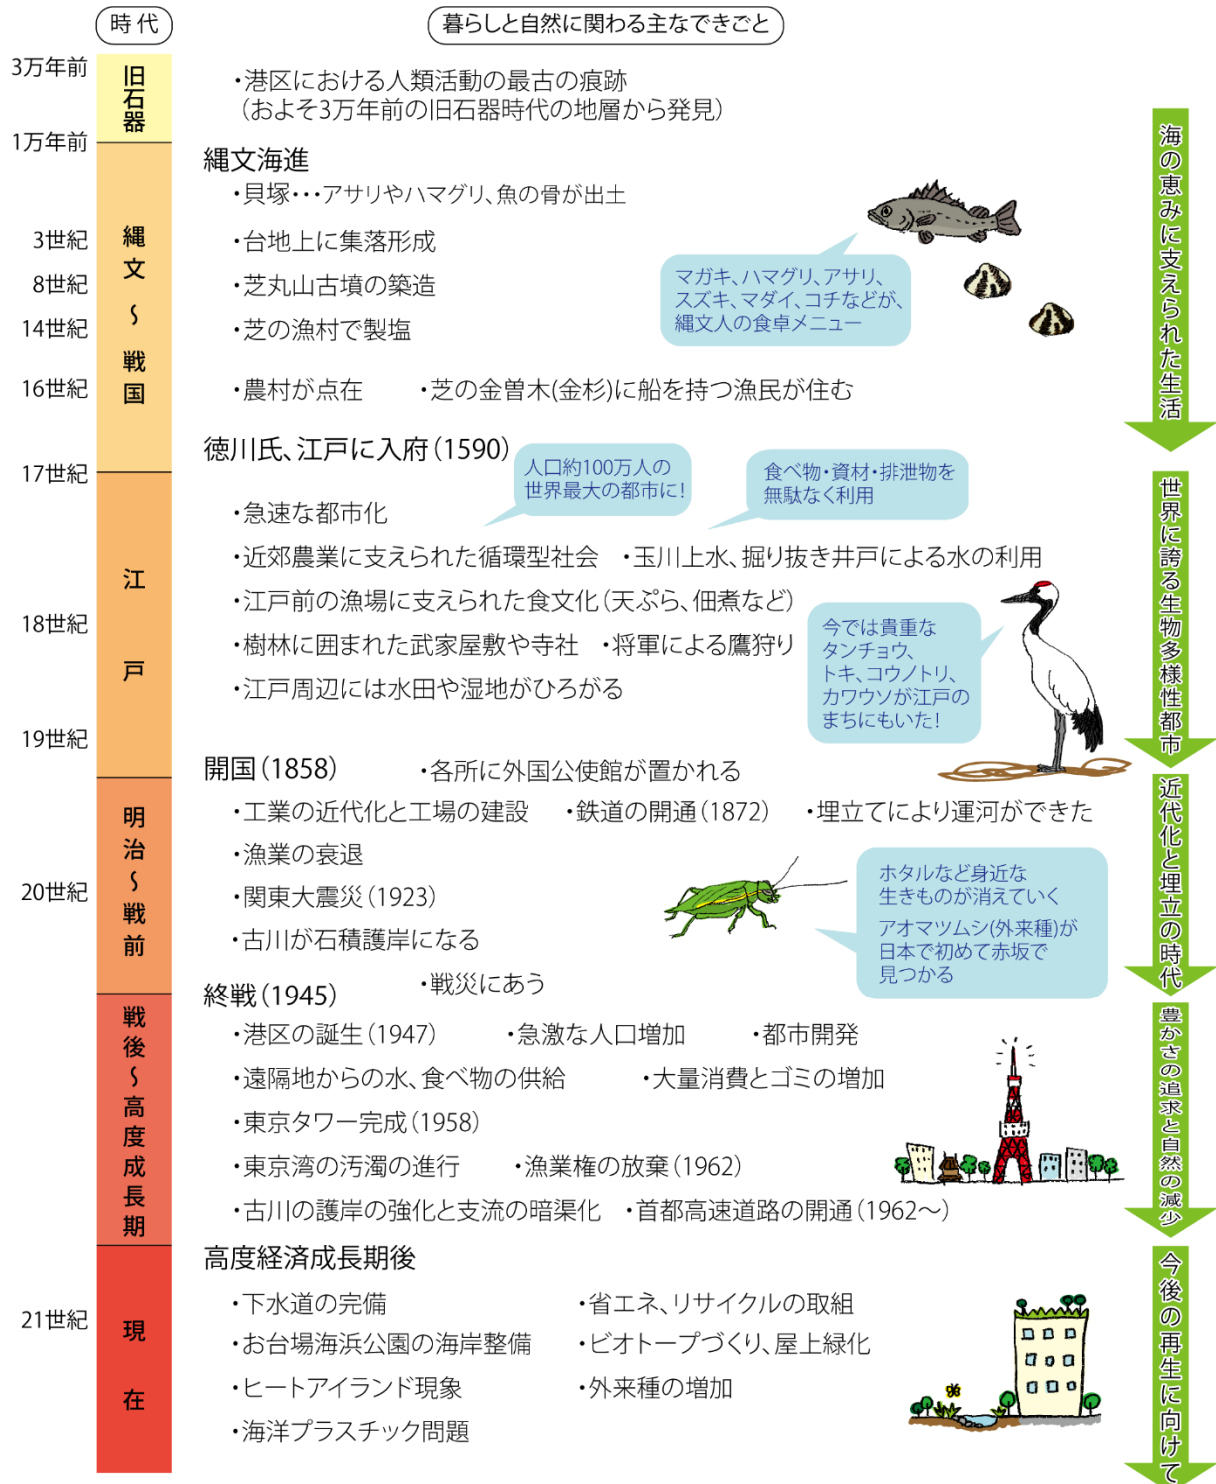 時代
暮らしと自然に関わる主なできごと
3万年前
旧石器
・港区における人類活動の最古の痕跡
(およそ3万年前の旧石器時代の地層から発見)
1万年前
縄文～戦国
縄文海進
・貝塚･･･アサリやハマグリ、魚の骨が出土
3世紀
・台地上に集落形成
8世紀
・芝丸山古墳の築造
14世紀
・芝の漁村で製塩
マガキ、ハマグリ、アサリ、
スズキ、マダイ、コチなどが、
縄文人の食卓メニュー
16世紀
・農村が点在 ・芝の金曽木(金杉)に船を持つ漁民が住む
海の恵みに支えられた生活
徳川氏、江戸に入府(1590)
17世紀
江戸
人口約100万人の
世界最大の都市に!
食べ物・資材・排泄物を
無駄なく利用
・急速な都市化
・近郊農業に支えられた循環型社会 ・玉川上水、掘り抜き井戸による水の利用
・江戸前の漁場に支えられた食文化(天ぷら、佃煮など)
18世紀
・樹林に囲まれた武家屋敷や寺社 ・将軍による鷹狩り
・江戸周辺には水田や湿地がひろがる
今では貴重な
タンチョウ、
トキ、コウノトリ、
カワウソが江戸の
まちにもいた!
世界に誇る生物多様性都市
19世紀
開国(1858) ・各所に外国公使館が置かれる
明治～戦前
・工業の近代化と工場の建設 ・鉄道の開通(1872) ・埋立てにより運河ができた
・漁業の衰退
20世紀
・関東大震災(1923)
・古川が石積護岸になる
・戦災にあう
ホタルなど身近な
生きものが消えていく
アオマツムシ(外来種)が
日本で初めて赤坂で
見つかる
近代化と埋立の時代
終戦(1945)
戦後～高度成長期
・港区の誕生(1947) ・急激な人口増加 ・都市開発
・遠隔地からの水、食べ物の供給 ・大量消費とゴミの増加
・東京タワー完成(1958)
・東京湾の汚濁の進行 ・漁業権の放棄(1962)
・古川の護岸の強化と支流の暗渠化 ・首都高速道路の開通(1962～)
豊かさの追求と自然の減少
高度経済成長期後
21世紀
現在
・下水道の完備 ・省エネ、リサイクルの取組
・お台場海浜公園の海岸整備 ・ビオトープづくり、屋上緑化
・ヒートアイランド現象 ・外来種の増加
・海洋プラスチック問題
今後の再生に向けて